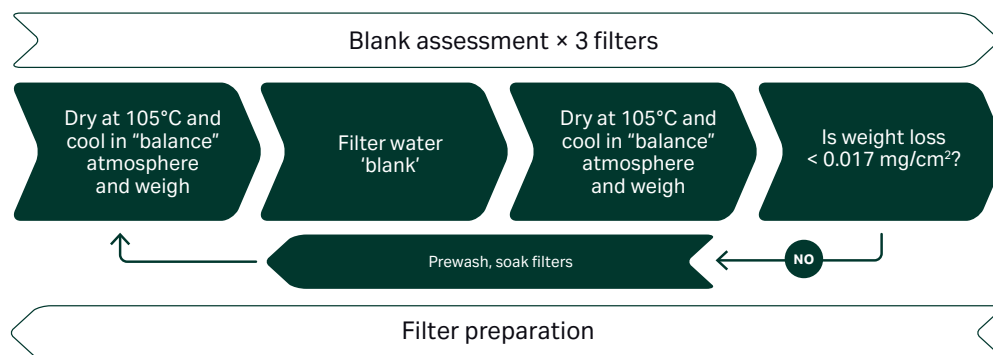 Blank assessment × 3 filters
Dry at 105°C and
cool in “balance”
atmosphere
and weigh
Filter water
‘blank’
Dry at 105°C and
cool in “balance”
atmosphere
and weigh
Is weight loss
< 0.017 mg/cm²?
Prewash, soak filters
NO
Filter preparation